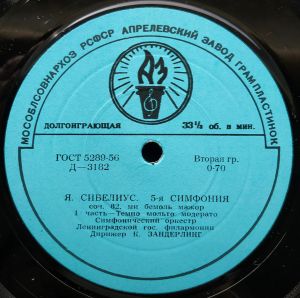 МОСОБЛСОВНАРХОЗ РСФСР АПРЕЛЕВСКИЙ ЗАВОД ГРАМПЛАСТИНОК
АЗ
ДОЛГОИГРАЮЩАЯ 33⅓ об. в мин.
ГОСТ 5289-56 Вторая гр.
Д—3182 0-70
Я. СИБЕЛИУС. 5-я СИМФОНИЯ
соч. 82, ми бемоль мажор
1 часть—Темпо мольто модерато
Симфонический оркестр
Ленинградской гос. филармонии
Дирижер К. ЗАНДЕРЛИНГ